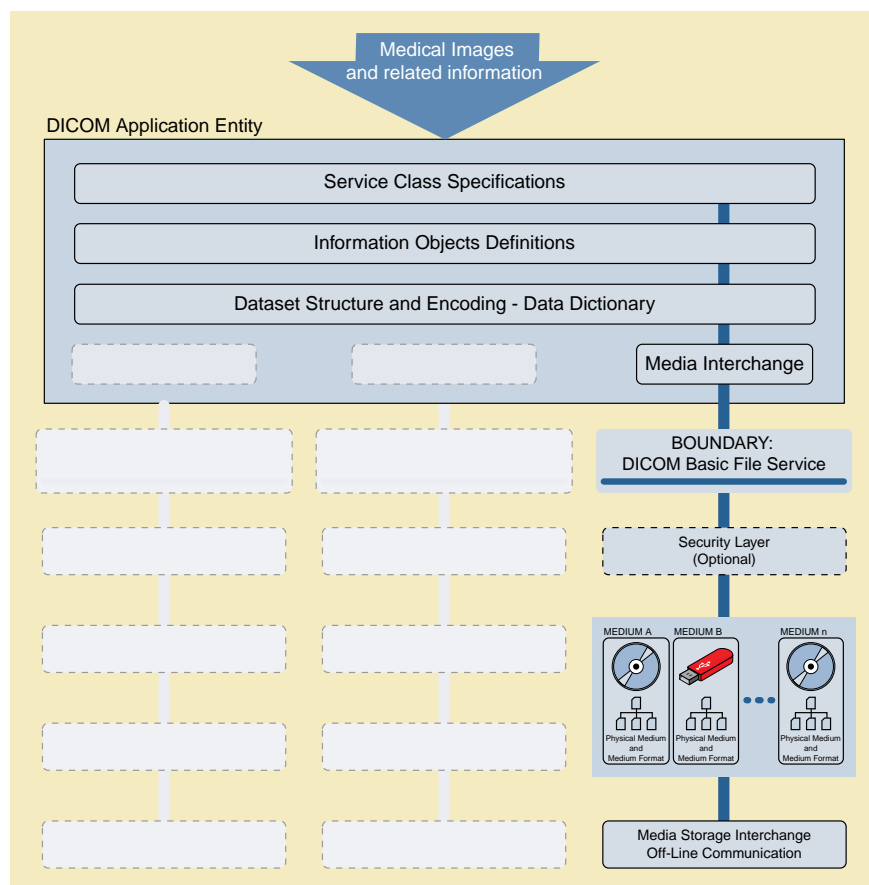 Medical Images
and related information
DICOM Application Entity
Service Class Specifications
Information Objects Definitions
Dataset Structure and Encoding - Data Dictionary
Media Interchange
BOUNDARY:
DICOM Basic File Service
Security Layer
(Optional)
MEDIUM A
MEDIUM B
MEDIUM n
Physical Medium
and
Medium Format
Physical Medium
and
Medium Format
Physical Medium
and
Medium Format
Media Storage Interchange
Off-Line Communication